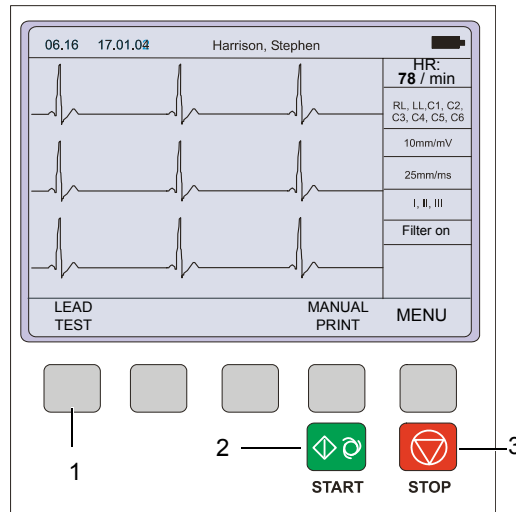 06.16 17.01.04 Harrison, Stephen
HR:
78 / min
RL, LL,C1, C2,
C3, C4, C5, C6
10mm/mV
25mm/ms
I, II, III
Filter on
LEAD
TEST
MANUAL
PRINT
MENU
1
2
3
START
STOP